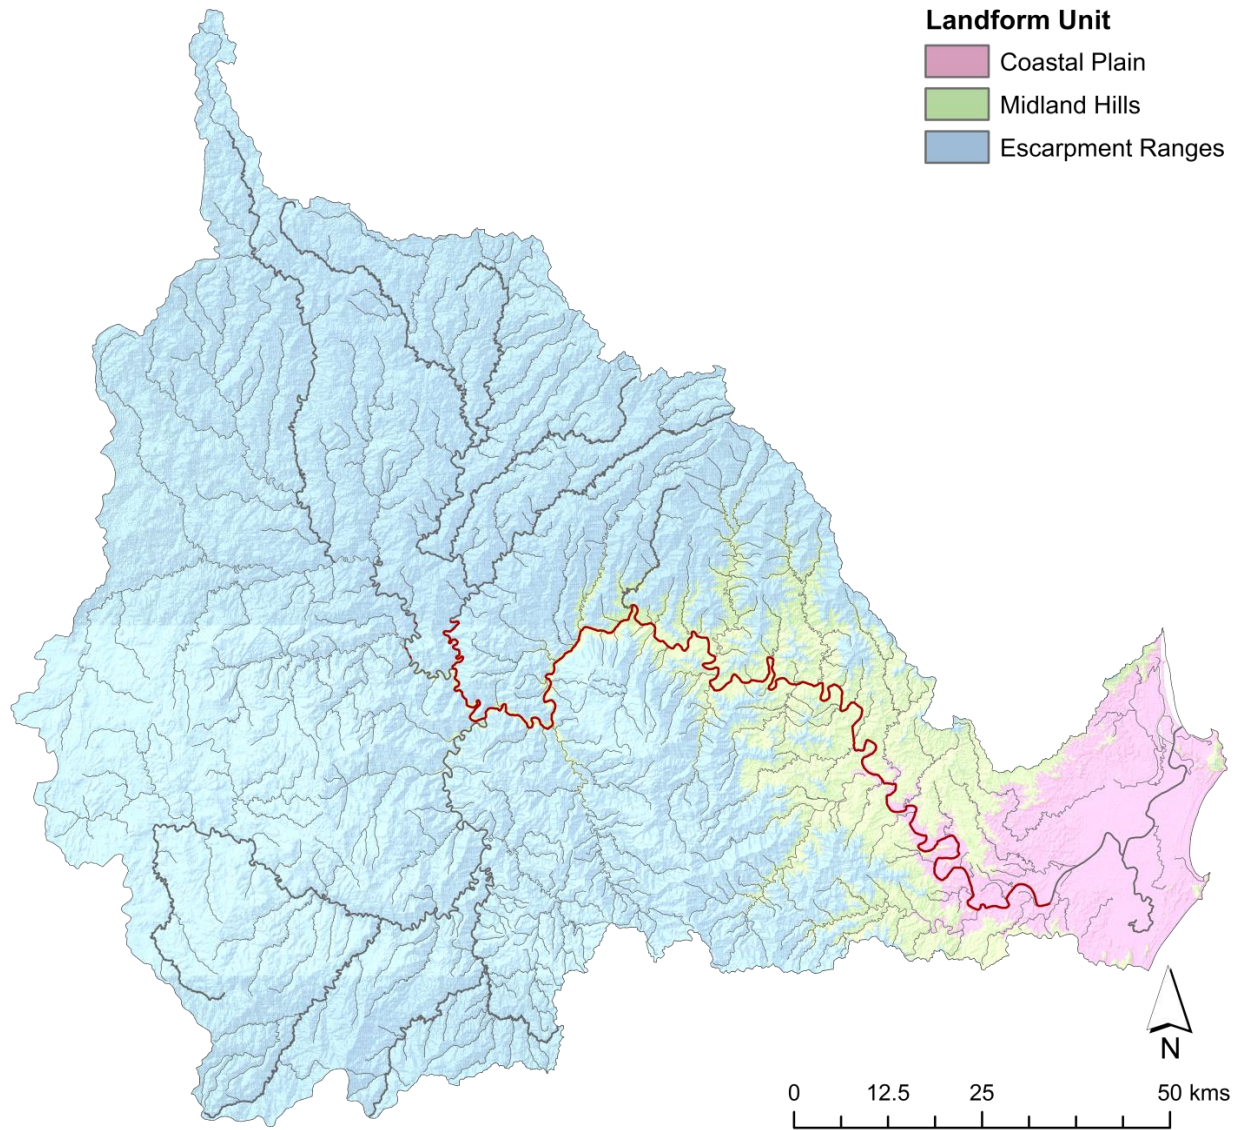 Landform Unit
Coastal Plain
Midland Hills
Escarpment Ranges
N
0 12.5 25 50 kms